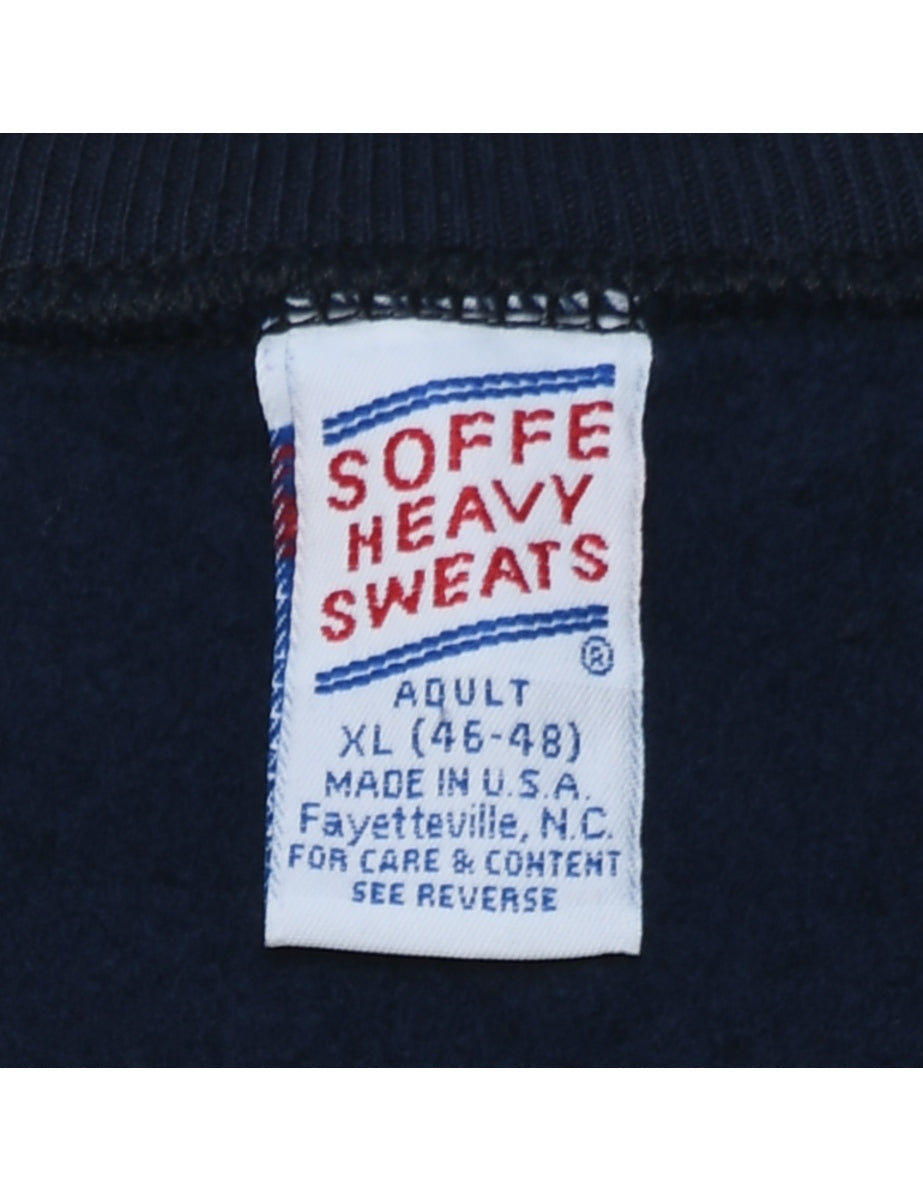 SOFFE
HEAVY
SWEATS
®
ADULT
XL (46-48)
MADE IN U.S.A.
Fayetteville, N.C.
FOR CARE & CONTENT
SEE REVERSE